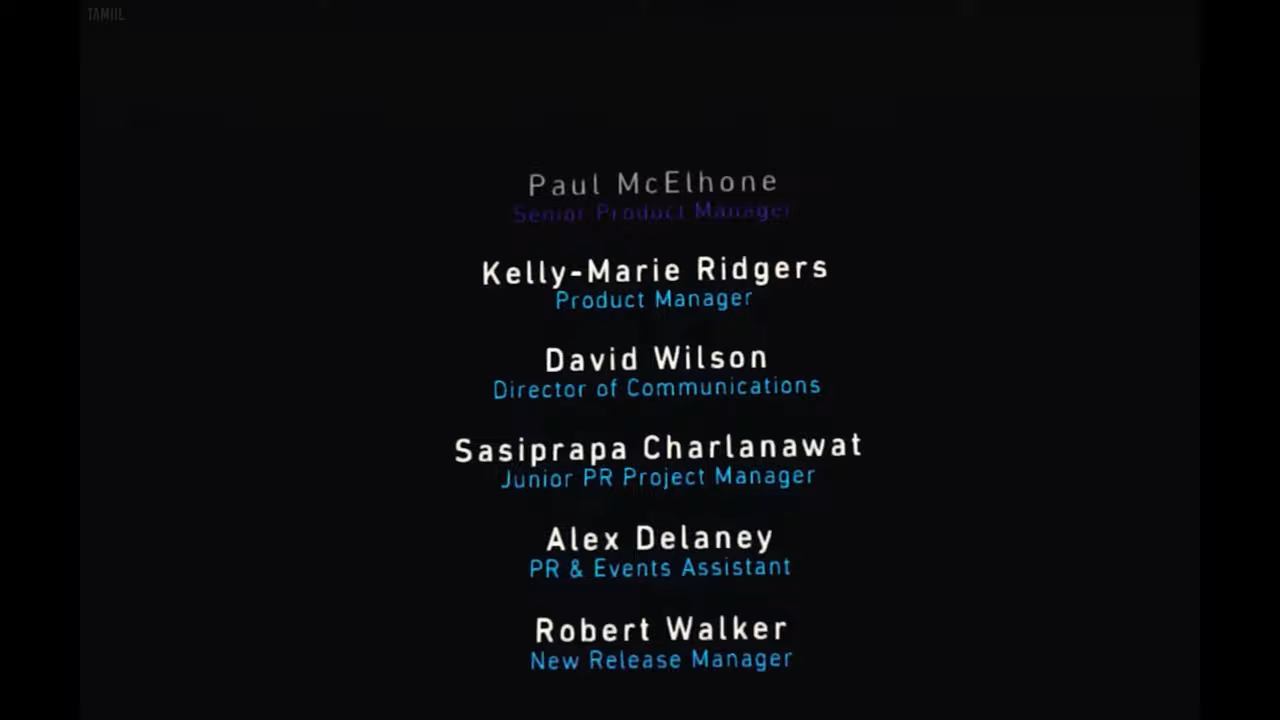 TAMIIL
Paul McElhone
Senior Product Manager
Kelly-Marie Ridgers
Product Manager
David Wilson
Director of Communications
Sasiprapa Charlanawat
Junior PR Project Manager
Alex Delaney
PR & Events Assistant
Robert Walker
New Release Manager